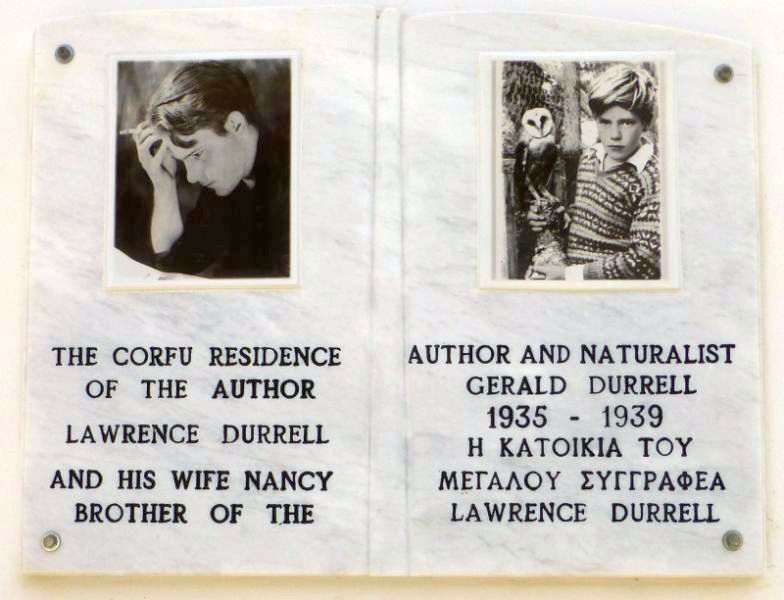 THE CORFU RESIDENCE
OF THE AUTHOR
LAWRENCE DURRELL
AND HIS WIFE NANCY
BROTHER OF THE
AUTHOR AND NATURALIST
GERALD DURRELL
1935 - 1939
Η ΚΑΤΟΙΚΙΑ ΤΟΥ
ΜΕΓΑΛΟΥ ΣΥΓΓΡΑΦΕΑ
LAWRENCE DURRELL